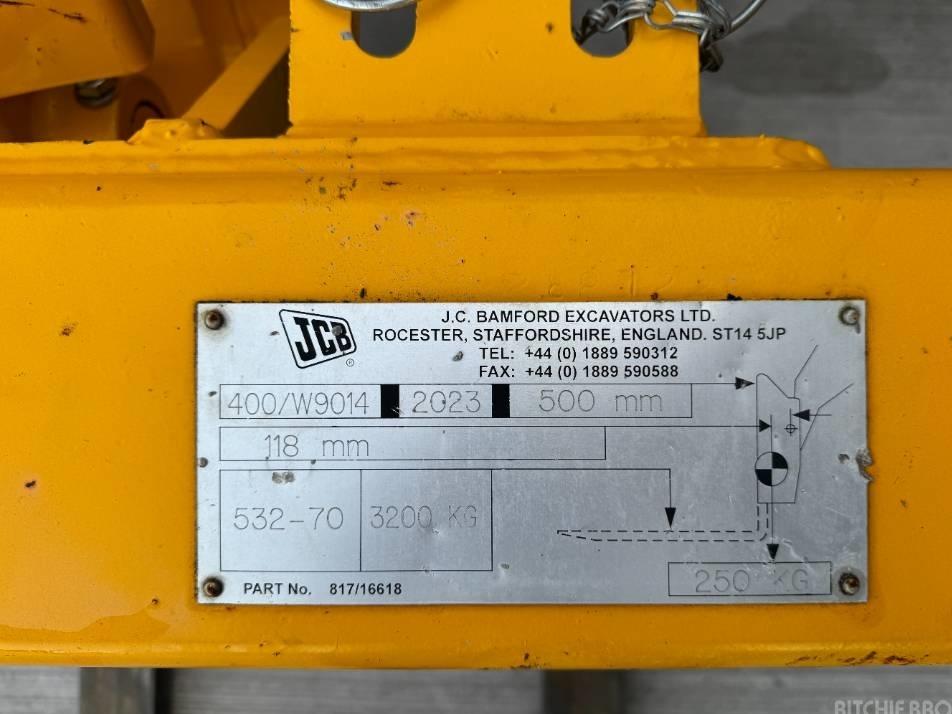 JCB
®
J.C. BAMFORD EXCAVATORS LTD.
ROCESTER, STAFFORDSHIRE, ENGLAND. ST14 5JP
TEL: +44 (0) 1889 590312
FAX: +44 (0) 1889 590588
400/W9014 2023 500 mm
118 mm
532-70 3200 KG
250 KG
PART No. 817/16618